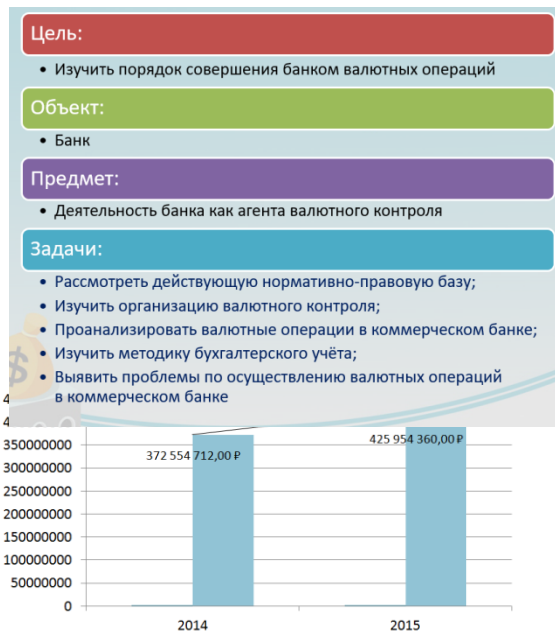 Цель:
• Изучить порядок совершения банком валютных операций
Объект:
• Банк
Предмет:
• Деятельность банка как агента валютного контроля
Задачи:
• Рассмотреть действующую нормативно-правовую базу;
• Изучить организацию валютного контроля;
• Проанализировать валютные операции в коммерческом банке;
• Изучить методику бухгалтерского учёта;
• Выявить проблемы по осуществлению валютных операций
в коммерческом банке
350000000
372 554 712,00 ₽
425 954 360,00 ₽
300000000
250000000
200000000
150000000
100000000
50000000
0
2014
2015